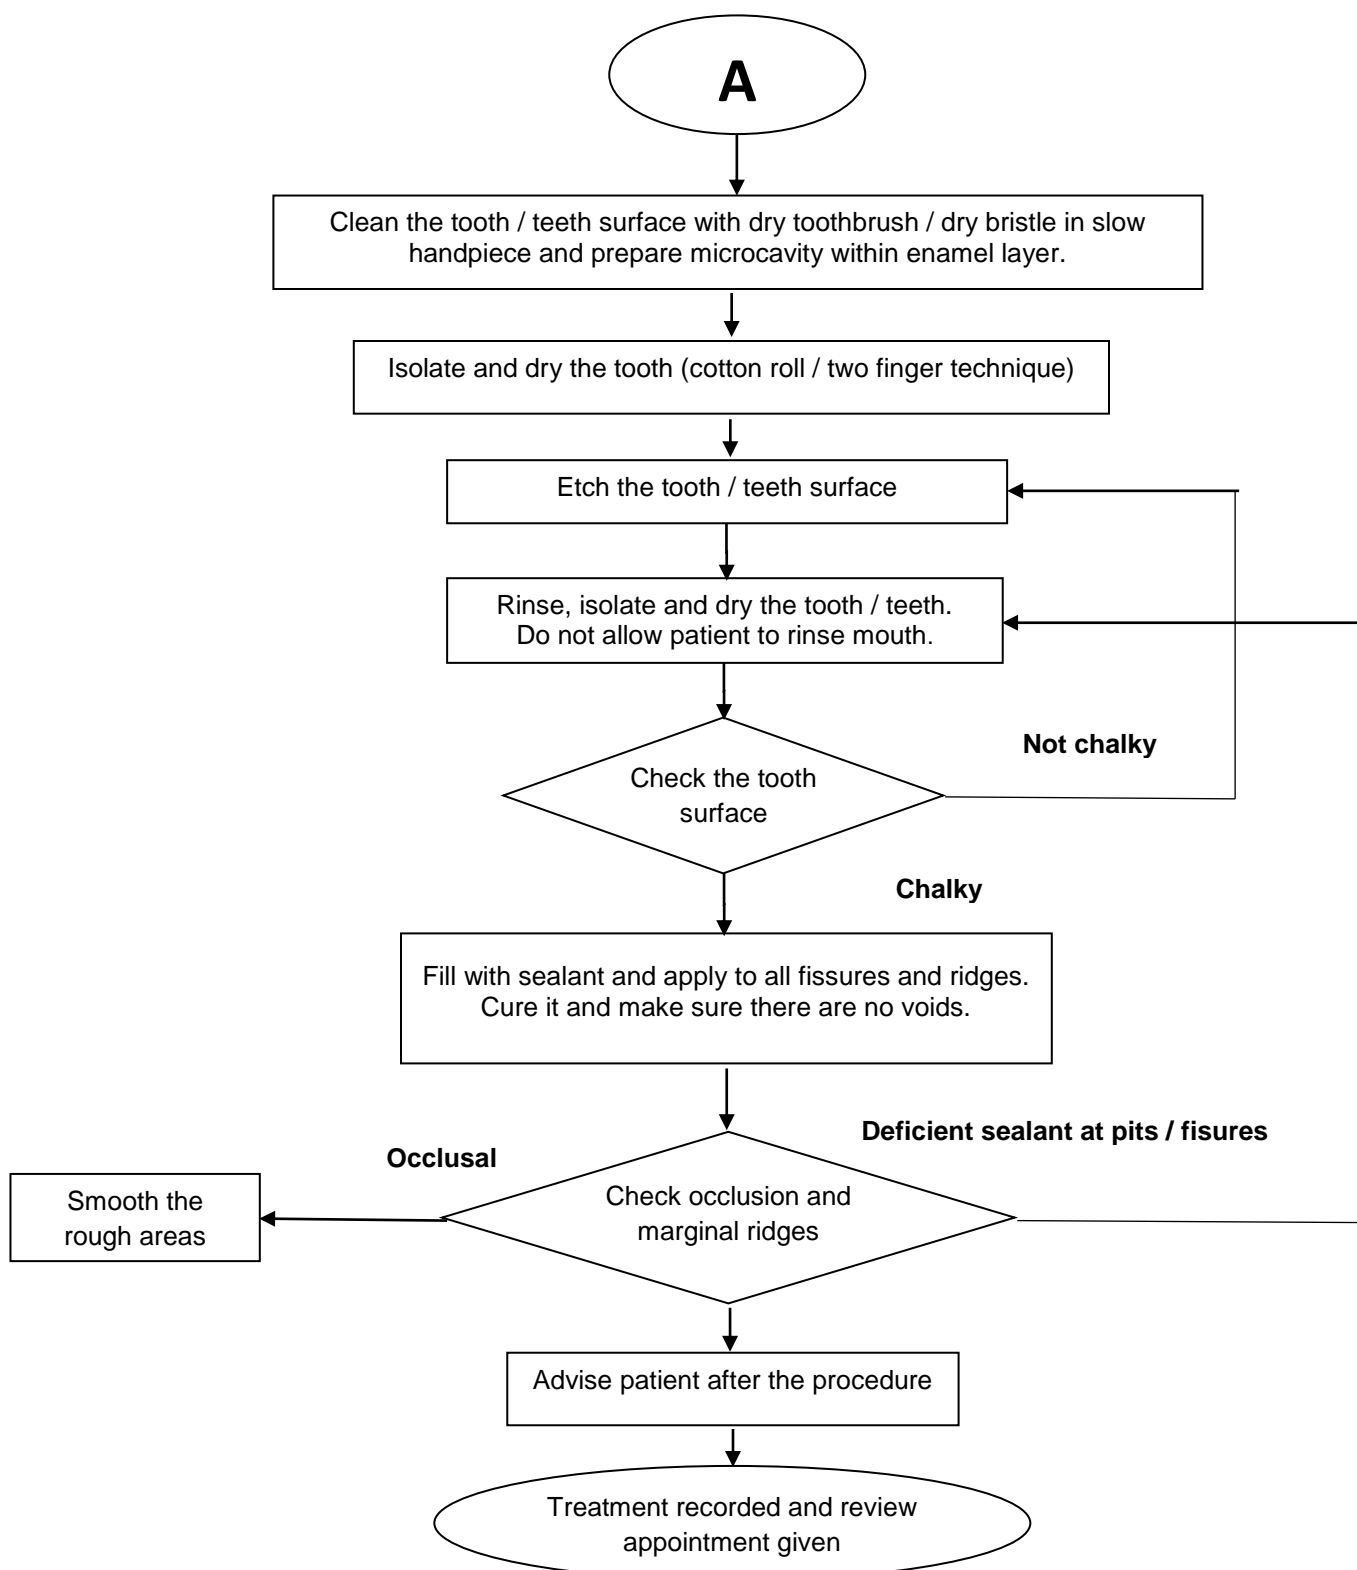 A
Clean the tooth / teeth surface with dry toothbrush / dry bristle in slow
handpiece and prepare microcavity within enamel layer.
Isolate and dry the tooth (cotton roll / two finger technique)
Etch the tooth / teeth surface
Rinse, isolate and dry the tooth / teeth.
Do not allow patient to rinse mouth.
Not chalky
Check the tooth
surface
Chalky
Fill with sealant and apply to all fissures and ridges.
Cure it and make sure there are no voids.
Deficient sealant at pits / fisures
Occlusal
Check occlusion and
marginal ridges
Smooth the
rough areas
Advise patient after the procedure
Treatment recorded and review
appointment given